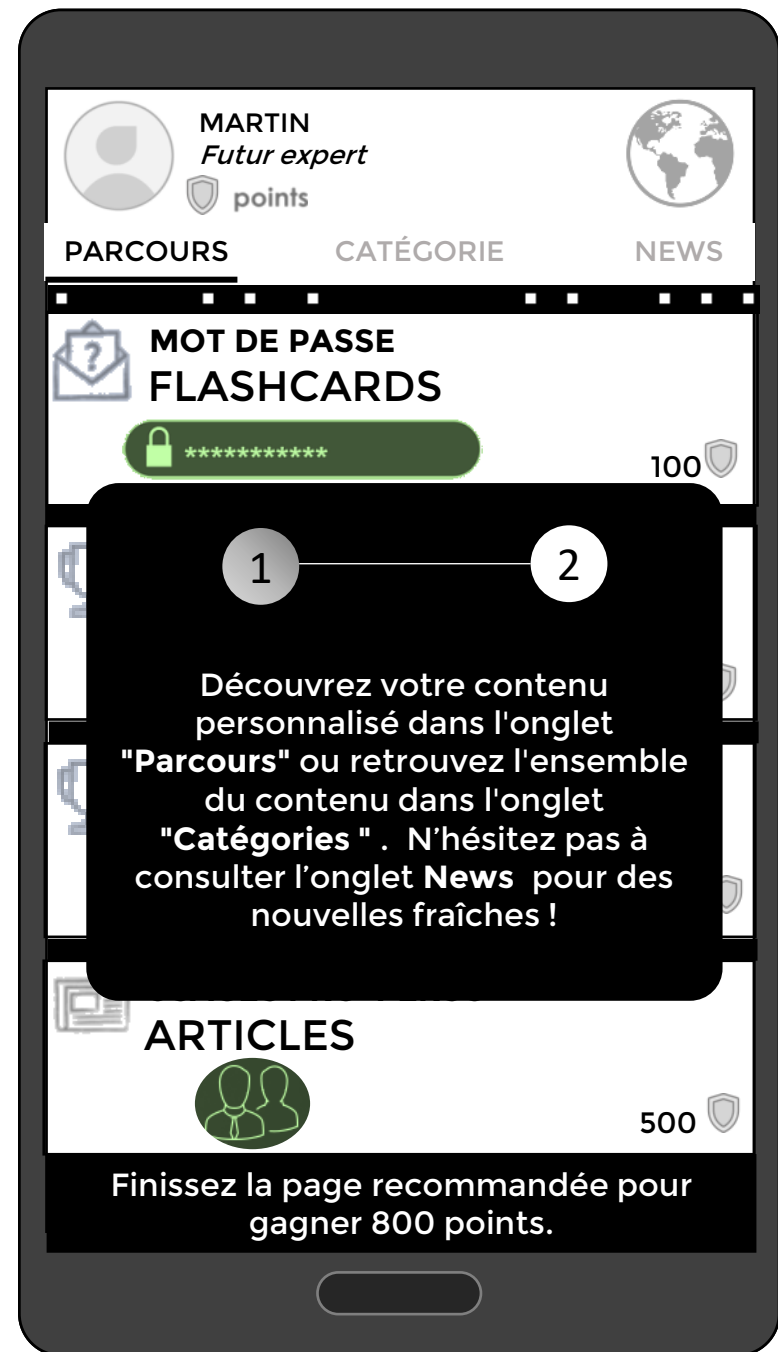 MARTIN
Futur expert
points
PARCOURS
CATÉGORIE
NEWS
?
MOT DE PASSE
FLASHCARDS
***********
100
1
2
Découvrez votre contenu
personnalisé dans l'onglet
"Parcours" ou retrouvez l'ensemble
du contenu dans l'onglet
"Catégories " .  N’hésitez pas à
consulter l’onglet News  pour des
nouvelles fraîches !
ARTICLES
500
Finissez la page recommandée pour
gagner 800 points.